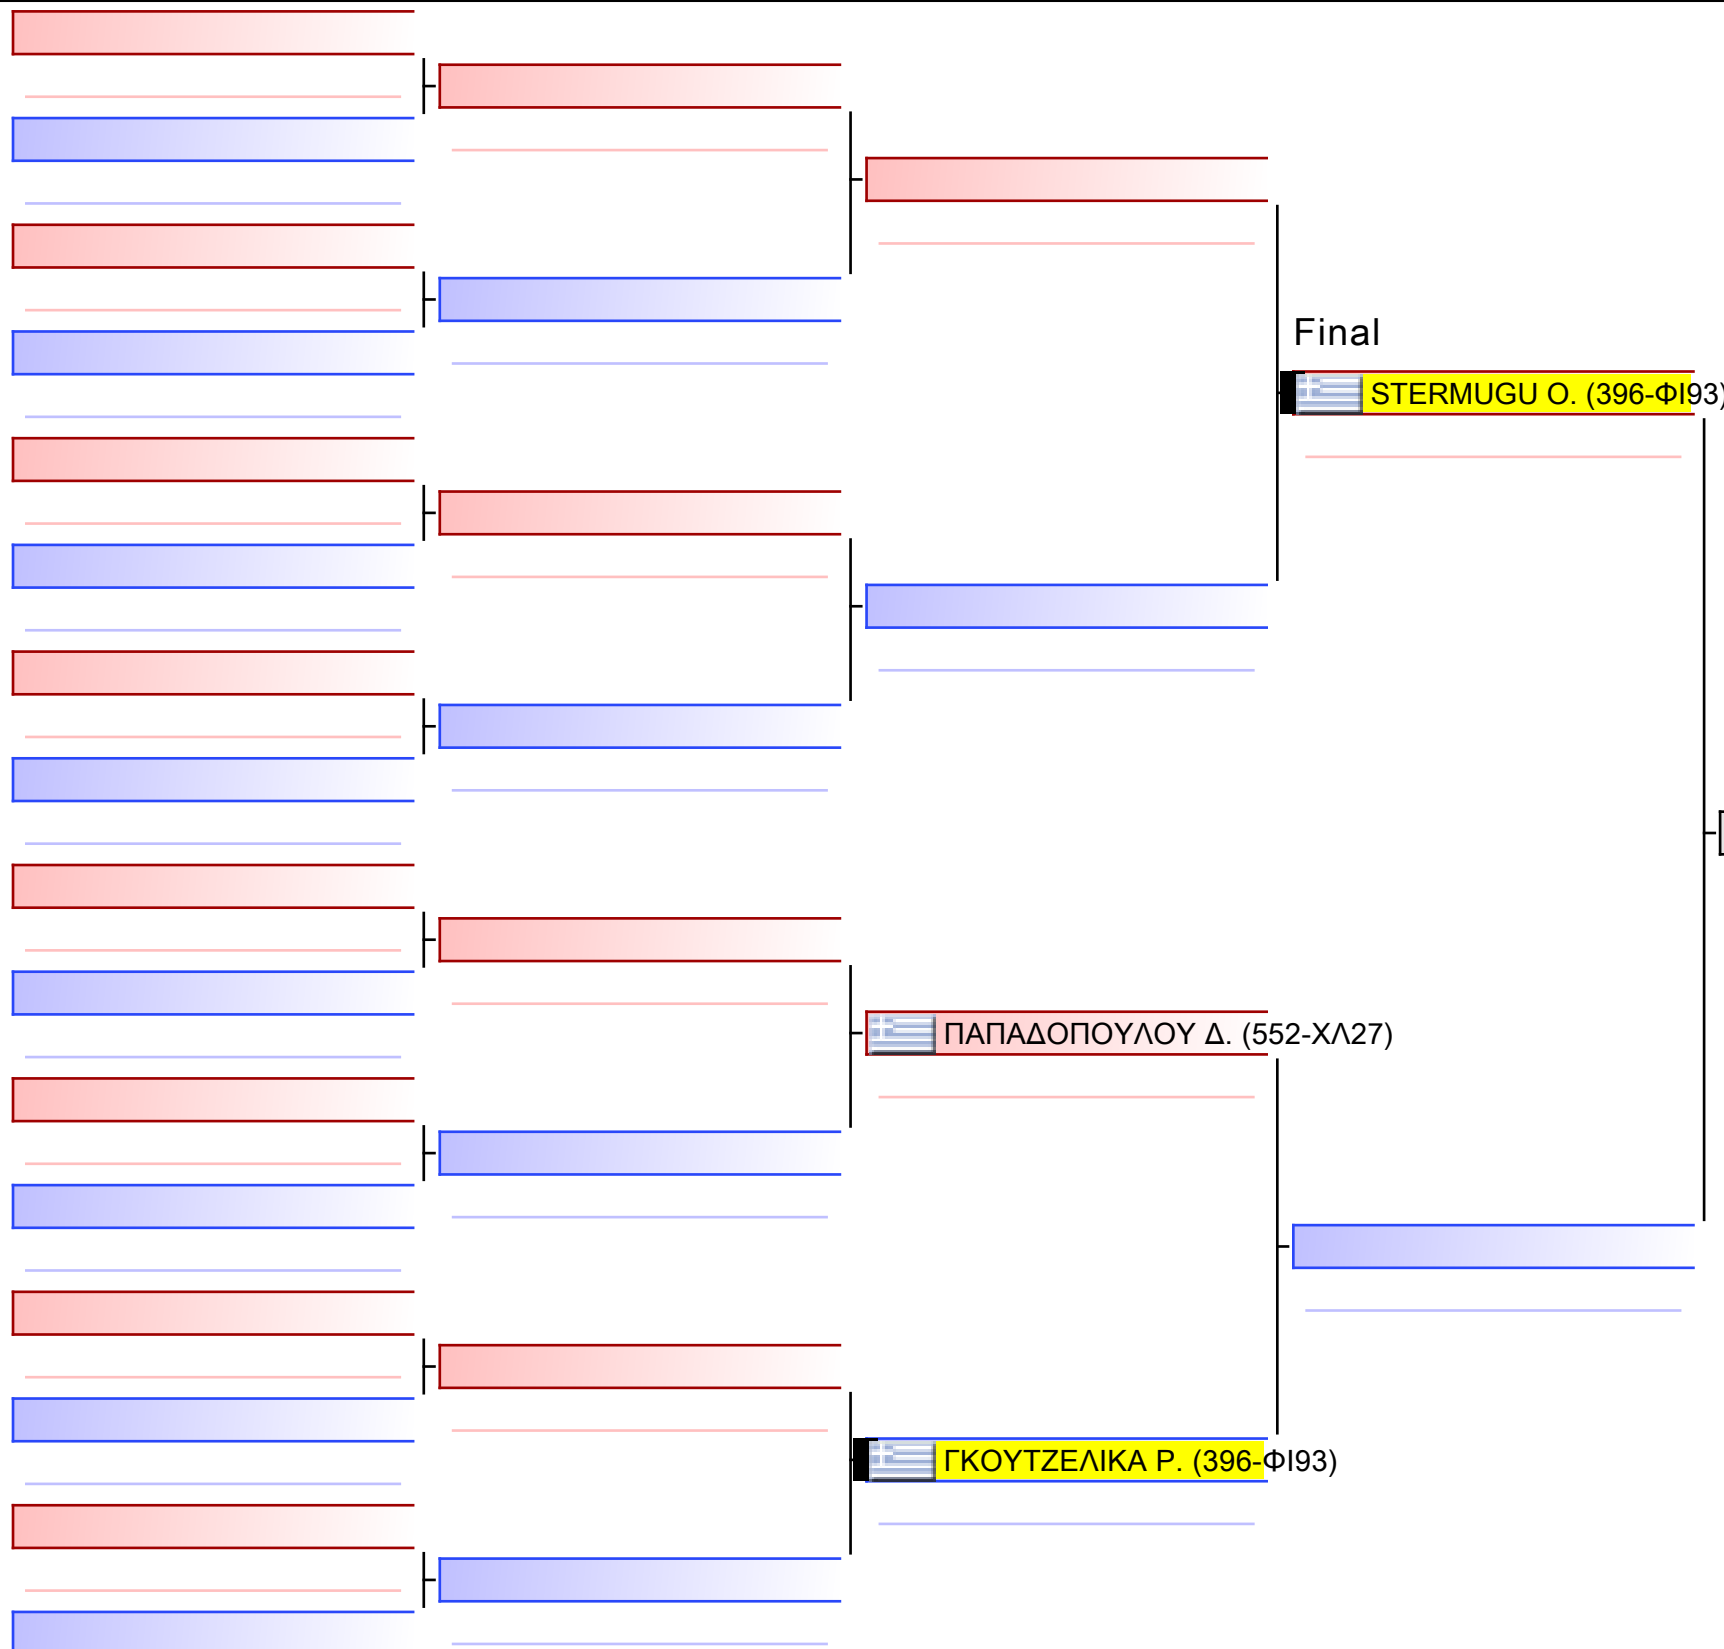 Final
STERMUGU O. (396-ΦΙ93)
ΠΑΠΑΔΟΠΟΥΛΟΥ Δ. (552-ΧΛ27)
ΓΚΟΥΤΖΕΛΙΚΑ Ρ. (396-ΦΙ93)